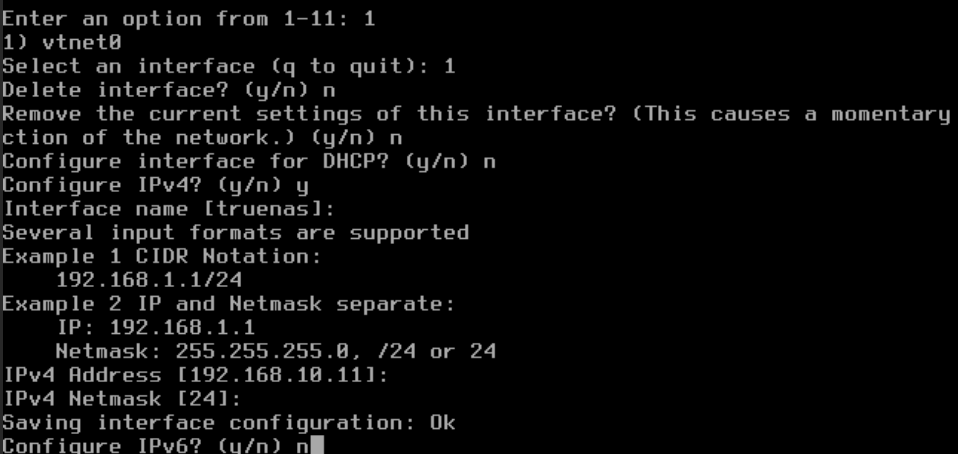 Enter an option from 1-11: 1
1) vtnet0
Select an interface (q to quit): 1
Delete interface? (y/n) n
Remove the current settings of this interface? (This causes a momentary
ction of the network.) (y/n) n
Configure interface for DHCP? (y/n) n
Configure IPv4? (y/n) y
Interface name [truenas]:
Several input formats are supported
Example 1 CIDR Notation:
    192.168.1.1/24
Example 2 IP and Netmask separate:
    IP: 192.168.1.1
    Netmask: 255.255.255.0, /24 or 24
IPv4 Address [192.168.10.11]:
IPv4 Netmask [24]:
Saving interface configuration: Ok
Configure IPv6? (y/n) n